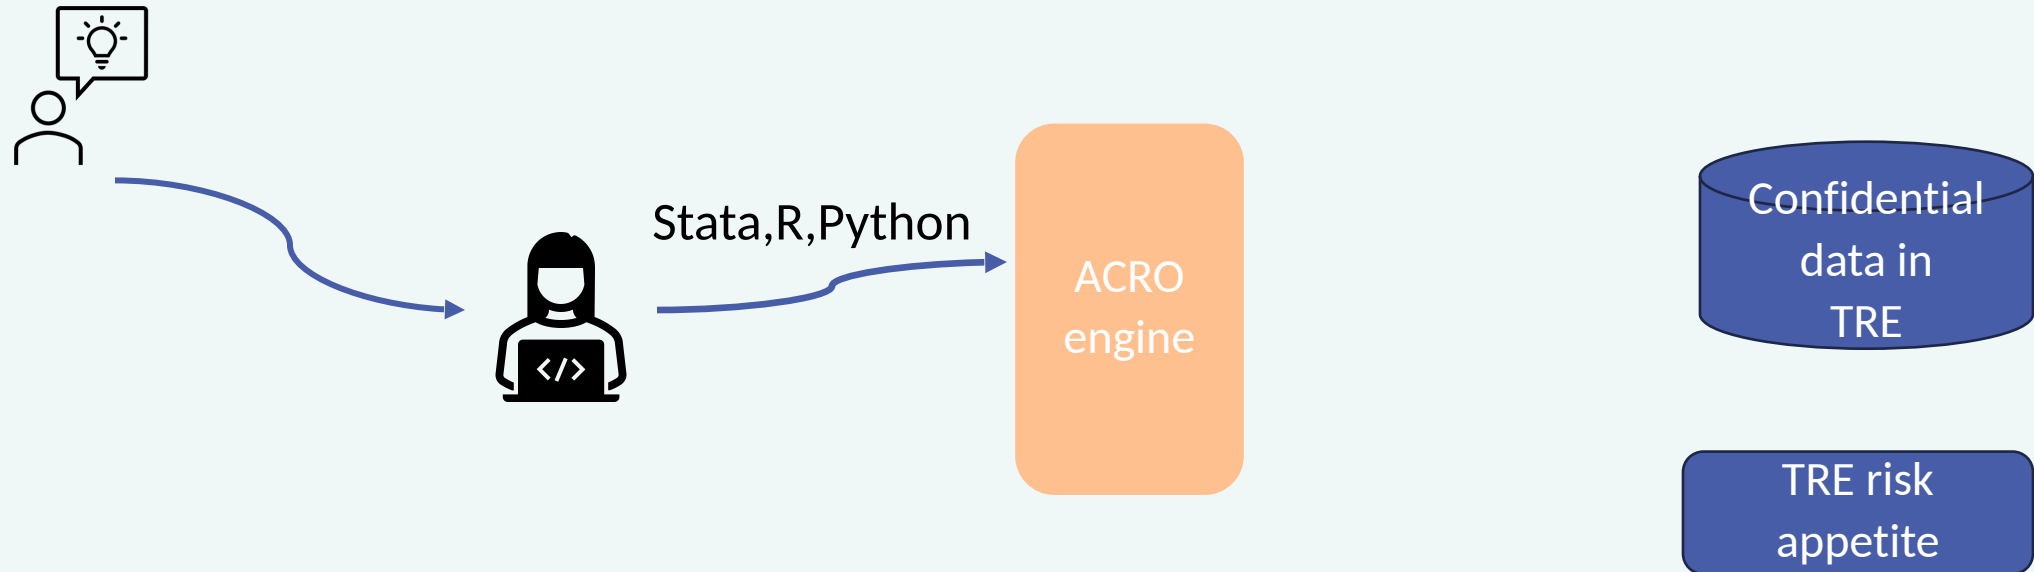 Stata,R,Python
ACRO
engine
Confidential
data in
TRE
TRE risk
appetite
</>